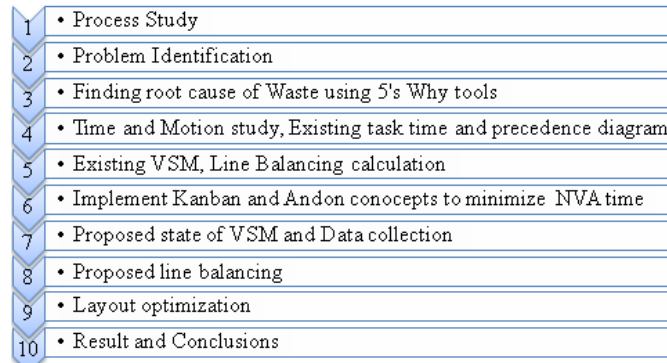 1 • Process Study
2 • Problem Identification
3 • Finding root cause of Waste using 5's Why tools
4 • Time and Motion study, Existing task time and precedence diagram
5 • Existing VSM, Line Balancing calculation
6 • Implement Kanban and Andon conocepts to minimize NVA time
7 • Proposed state of VSM and Data collection
8 • Proposed line balancing
9 • Layout optimization
10 • Result and Conclusions